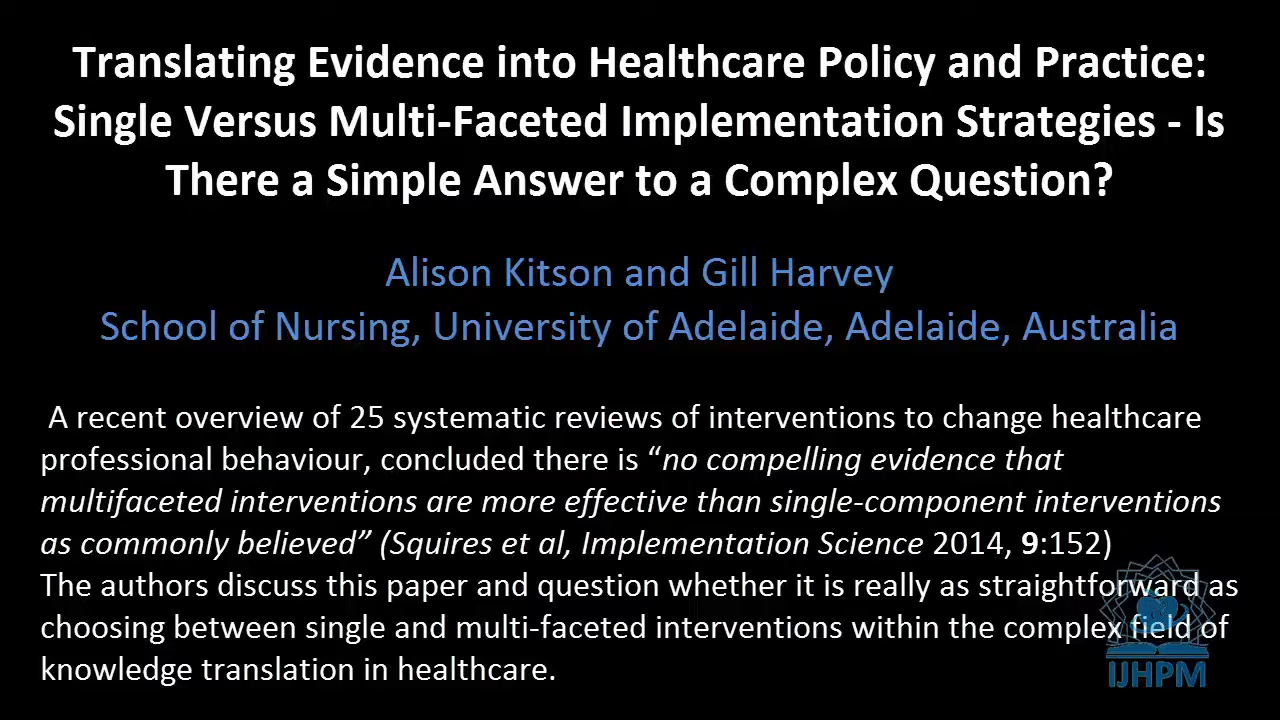 Translating Evidence into Healthcare Policy and Practice:
Single Versus Multi-Faceted Implementation Strategies - Is
There a Simple Answer to a Complex Question?
Alison Kitson and Gill Harvey
School of Nursing, University of Adelaide, Adelaide, Australia
A recent overview of 25 systematic reviews of interventions to change healthcare
professional behaviour, concluded there is “no compelling evidence that
multifaceted interventions are more effective than single-component interventions
as commonly believed” (Squires et al, Implementation Science 2014, 9:152)
The authors discuss this paper and question whether it is really as straightforward as
choosing between single and multi-faceted interventions within the complex field of
knowledge translation in healthcare.
IJHPM